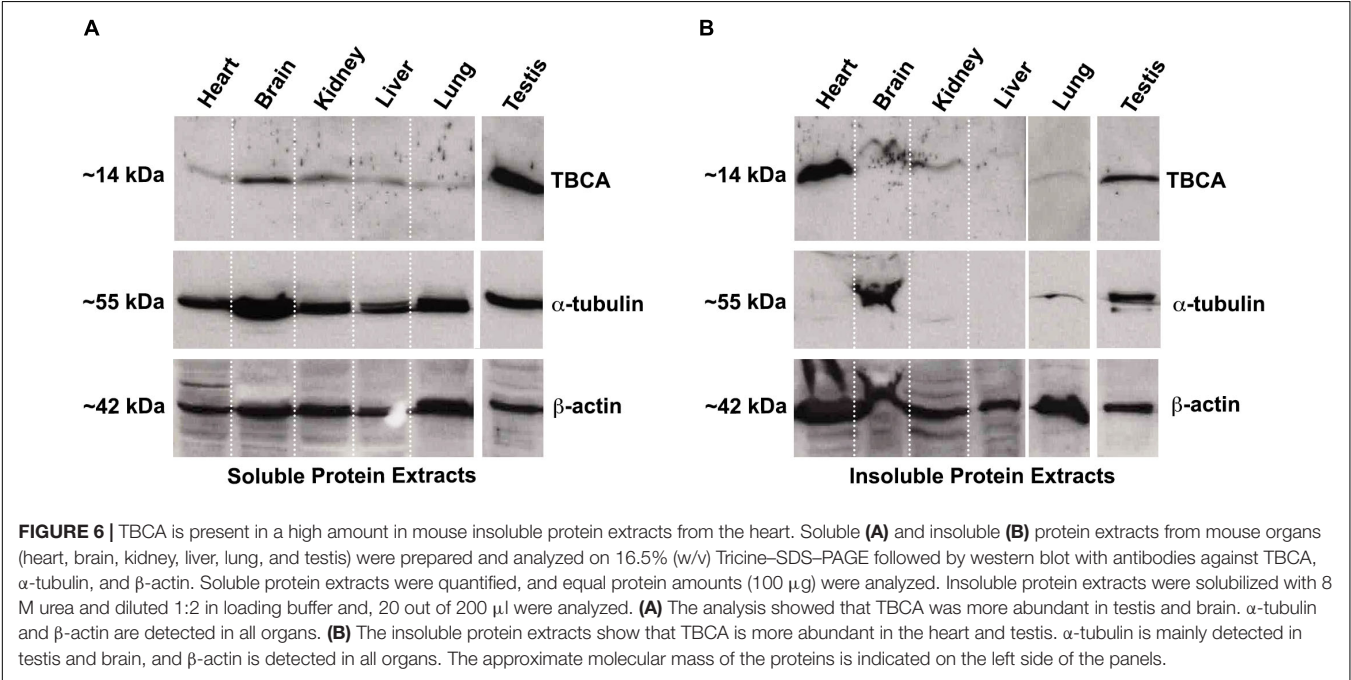 A
B
Heart Brain Kidney Liver Lung Testis
Heart Brain Kidney Liver Lung Testis
~14 kDa TBCA
~14 kDa TBCA
~55 kDa α-tubulin
~55 kDa α-tubulin
~42 kDa β-actin
~42 kDa β-actin
Soluble Protein Extracts
Insoluble Protein Extracts
FIGURE 6 | TBCA is present in a high amount in mouse insoluble protein extracts from the heart. Soluble (A) and insoluble (B) protein extracts from mouse organs
(heart, brain, kidney, liver, lung, and testis) were prepared and analyzed on 16.5% (w/v) Tricine–SDS–PAGE followed by western blot with antibodies against TBCA,
α-tubulin, and β-actin. Soluble protein extracts were quantified, and equal protein amounts (100 μg) were analyzed. Insoluble protein extracts were solubilized with 8
M urea and diluted 1:2 in loading buffer and, 20 out of 200 μl were analyzed. (A) The analysis showed that TBCA was more abundant in testis and brain. α-tubulin
and β-actin are detected in all organs. (B) The insoluble protein extracts show that TBCA is more abundant in the heart and testis. α-tubulin is mainly detected in
testis and brain, and β-actin is detected in all organs. The approximate molecular mass of the proteins is indicated on the left side of the panels.